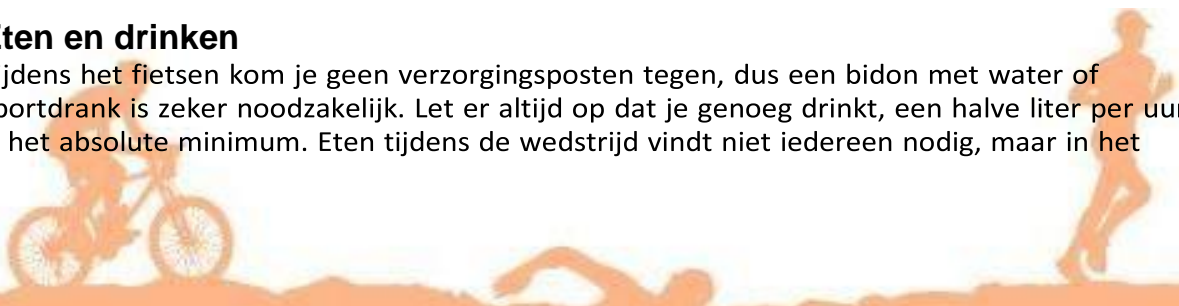 Eten en drinken
ijdens het fietsen kom je geen verzorgingsposten tegen, dus een bidon met water of
portdrank is zeker noodzakelijk. Let er altijd op dat je genoeg drinkt, een halve liter per uur
het absolute minimum. Eten tijdens de wedstrijd vindt niet iedereen nodig, maar in het